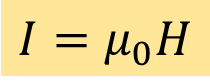 I = μ₀H